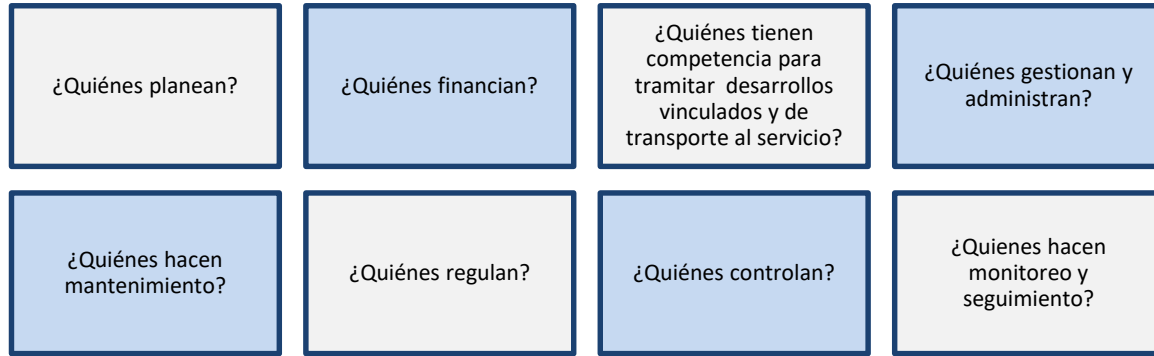 ¿Quiénes planean?
¿Quiénes financian?
¿Quiénes tienen
competencia para
tramitar desarrollos
vinculados y de
transporte al servicio?
¿Quiénes gestionan y
administran?
¿Quiénes hacen
mantenimiento?
¿Quiénes regulan?
¿Quiénes controlan?
¿Quienes hacen
monitoreo y
seguimiento?